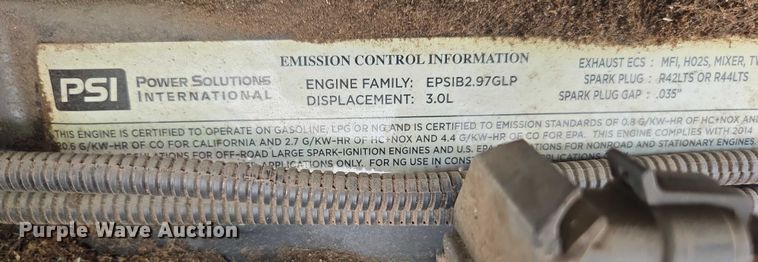 EMISSION CONTROL INFORMATION
PSI
POWER SOLUTIONS
INTERNATIONAL
ENGINE FAMILY: EPSIB2.97GLP
DISPLACEMENT: 3.0L
EXHAUST ECS : MFI, HO2S, MIXER, TW
SPARK PLUG : R42LTS OR R44LTS
SPARK PLUG GAP : .035"
THIS ENGINE IS CERTIFIED TO OPERATE ON GASOLINE, LPG OR NG AND IS CERTIFIED TO EMISSION STANDARDS OF 0.8 G/KW-HR OF HC+NOX AND
20.6 G/KW-HR OF CO FOR CALIFORNIA AND 2.7 G/KW-HR OF HC+NOX AND 4.4 G/KW-HR OF CO FOR EPA. THIS ENGINE COMPLIES WITH 2014
ATIONS FOR OFF-ROAD LARGE SPARK-IGNITION ENGINES AND U.S. EPA REGULATIONS FOR NONROAD AND STATIONARY ENGINES.
APPLICATIONS ONLY. FOR NG USE IN CONST
Purple Wave Auction